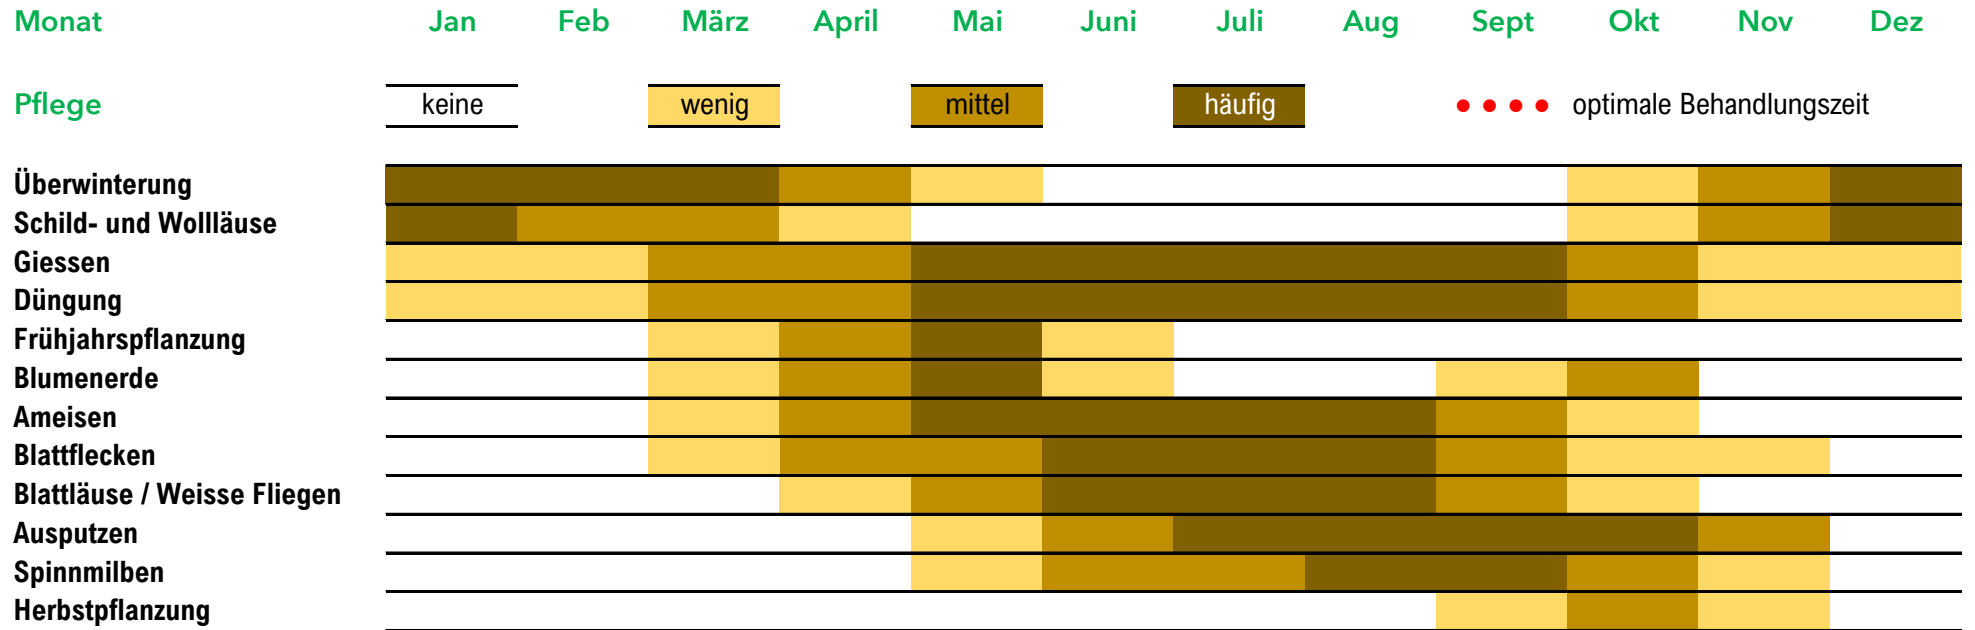 Monat Jan Feb März April Mai Juni Juli Aug Sept Okt Nov Dez
Pflege keine wenig mittel häufig optimale Behandlungszeit
Überwinterung
Schild- und Wollläuse
Giessen
Düngung
Frühjahrspflanzung
Blumenerde
Ameisen
Blattflecken
Blattläuse / Weisse Fliegen
Ausputzen
Spinnmilben
Herbstpflanzung